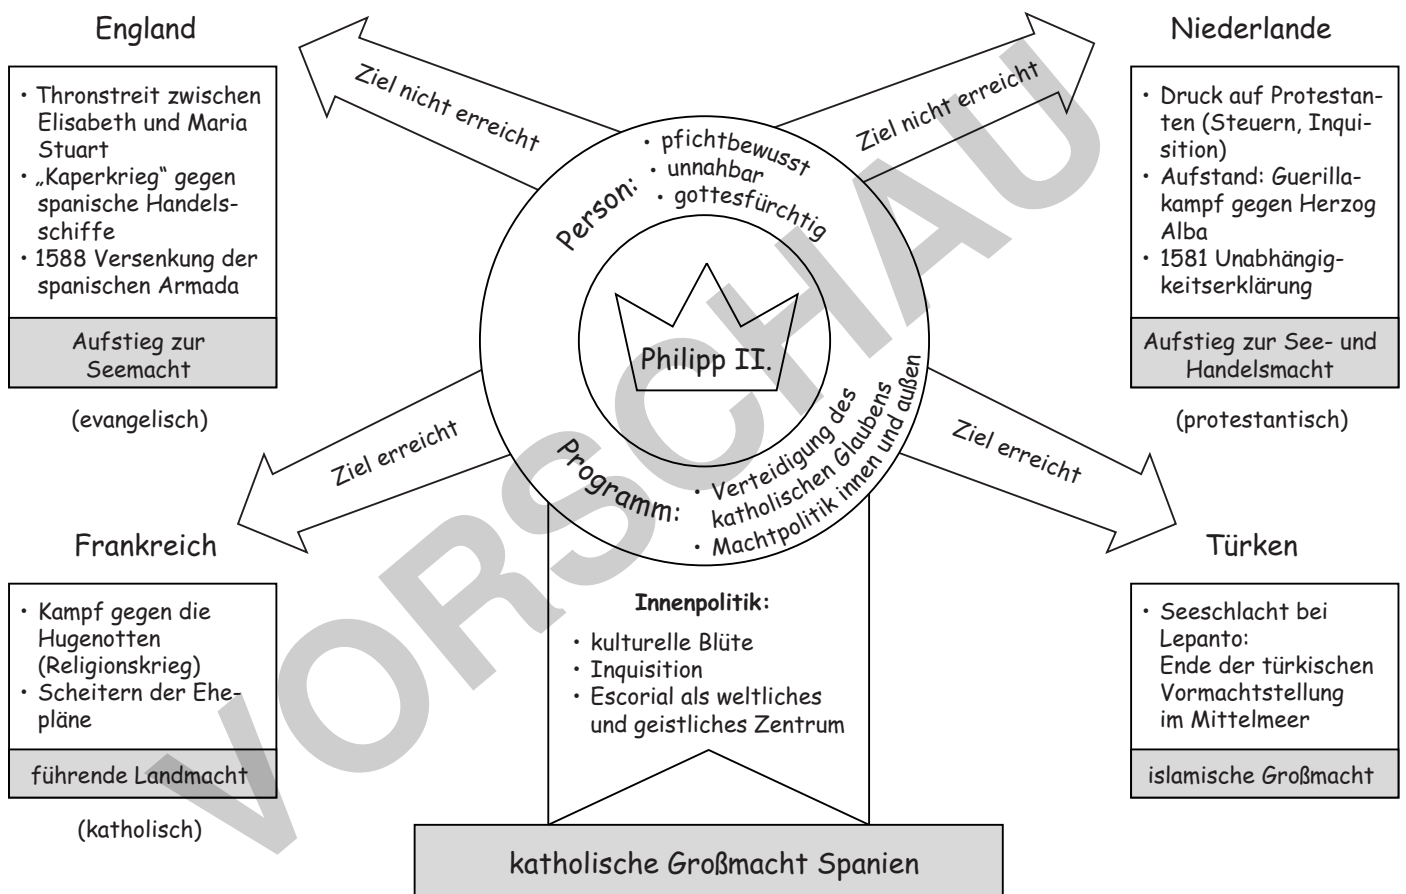 England
• Thronstreit zwischen
Elisabeth und Maria
Stuart
• „Kaperkrieg“ gegen
spanische Handels-
schiffe
• 1588 Versenkung der
spanischen Armada
Aufstieg zur
Seemacht
(evangelisch)
Ziel nicht erreicht
Ziel nicht erreicht
Niederlande
• Druck auf Protestan-
ten (Steuern, Inqui-
sition)
• Aufstand: Guerilla-
kampf gegen Herzog
Alba
• 1581 Unabhängig-
keitserklärung
Aufstieg zur See- und
Handelsmacht
(protestantisch)
Person:
• pfichtbewusst
• unnahbar
• gottesfürchtig
Philipp II.
Programm:
• Verteidigung des
katholischen Glaubens
• Machtpolitik innen und außen
Ziel erreicht
Ziel erreicht
Frankreich
• Kampf gegen die
Hugenotten
(Religionskrieg)
• Scheitern der Ehe-
pläne
führende Landmacht
(katholisch)
Innenpolitik:
• kulturelle Blüte
• Inquisition
• Escorial als weltliches
und geistliches Zentrum
katholische Großmacht Spanien
Türken
• Seeschlacht bei
Lepanto:
Ende der türkischen
Vormachtstellung
im Mittelmeer
islamische Großmacht
VORSCHAU